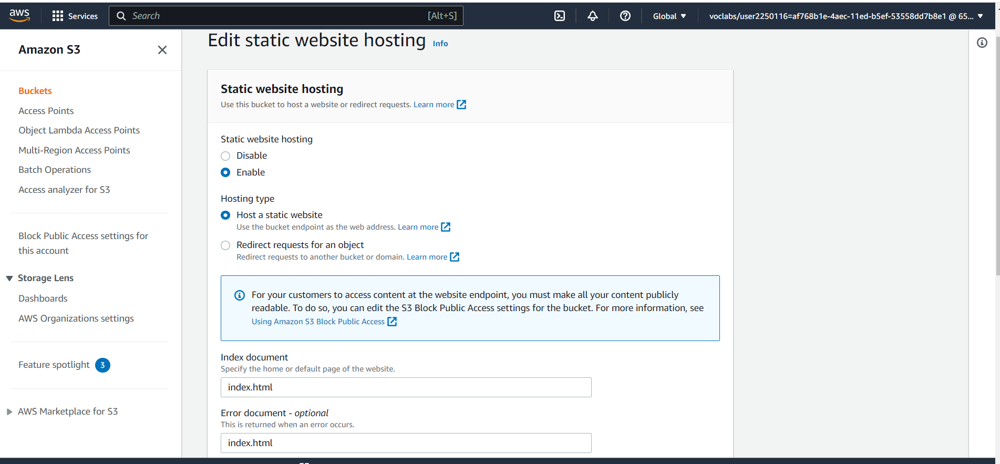 aws
Services
Search
[Alt+S]
Global
voclabs/user2250116=af768b1e-4aec-11ed-b5ef-53558dd7b8e1 @ 65...
Amazon S3
Buckets
Access Points
Object Lambda Access Points
Multi-Region Access Points
Batch Operations
Access analyzer for S3
Block Public Access settings for
this account
Storage Lens
Dashboards
AWS Organizations settings
Feature spotlight 3
AWS Marketplace for S3
Edit static website hosting Info
Static website hosting
Use this bucket to host a website or redirect requests. Learn more
Static website hosting
Disable
Enable
Hosting type
Host a static website
Use the bucket endpoint as the web address. Learn more
Redirect requests for an object
Redirect requests to another bucket or domain. Learn more
For your customers to access content at the website endpoint, you must make all your content publicly
readable. To do so, you can edit the S3 Block Public Access settings for the bucket. For more information, see
Using Amazon S3 Block Public Access
Index document
Specify the home or default page of the website.
index.html
Error document - optional
This is returned when an error occurs.
index.html